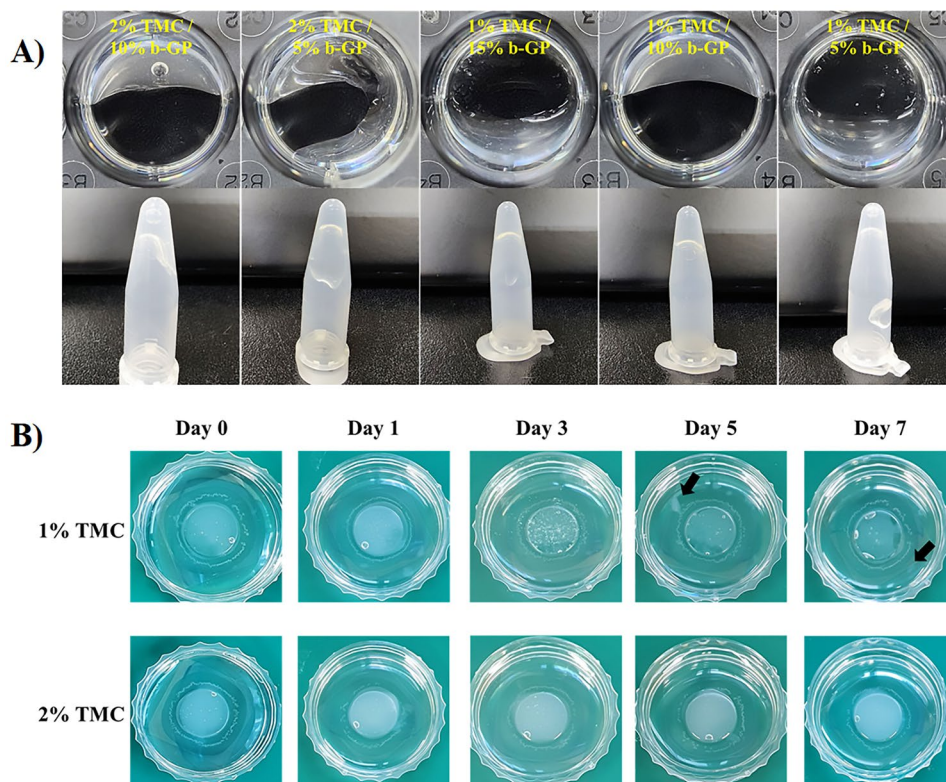 A)
2% TMC /
10% b-GP
2% TMC /
5% b-GP
1% TMC /
15% b-GP
1% TMC /
10% b-GP
1% TMC /
5% b-GP
B)
Day 0
Day 1
Day 3
Day 5
Day 7
1% TMC
2% TMC